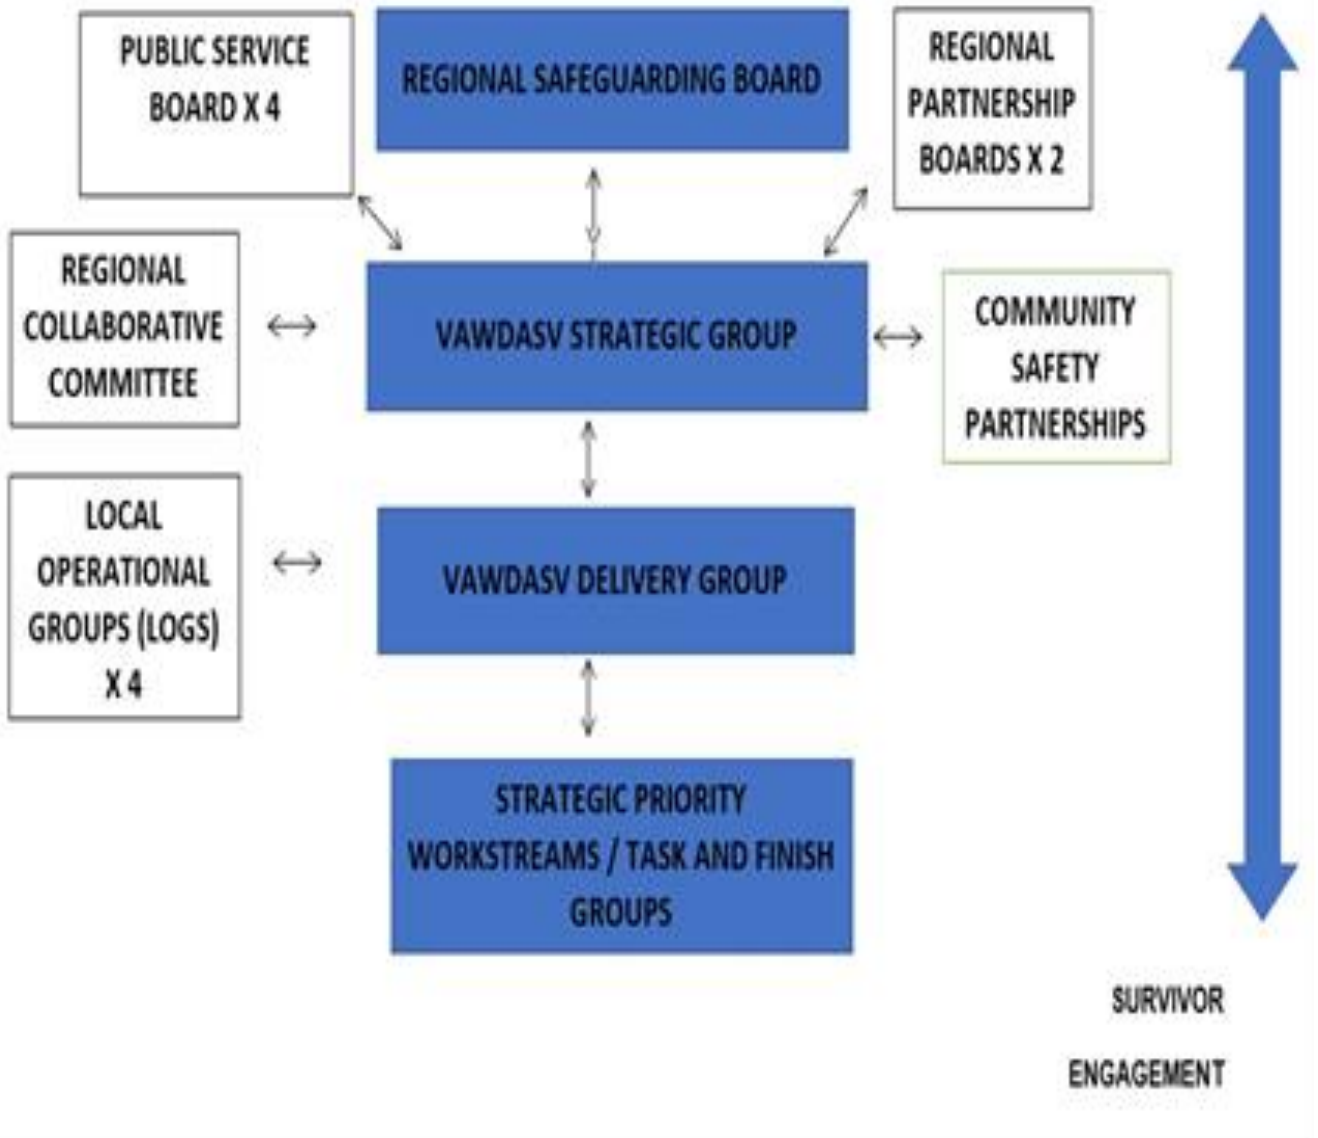 PUBLIC SERVICE
BOARD X 4
REGIONAL SAFEGUARDING BOARD
REGIONAL
PARTNERSHIP
BOARDS X 2
REGIONAL
COLLABORATIVE
COMMITTEE
VAWDASV STRATEGIC GROUP
COMMUNITY
SAFETY
PARTNERSHIPS
LOCAL
OPERATIONAL
GROUPS (LOGS)
X 4
VAWDASV DELIVERY GROUP
STRATEGIC PRIORITY
WORKSTREAMS / TASK AND FINISH
GROUPS
SURVIVOR
ENGAGEMENT